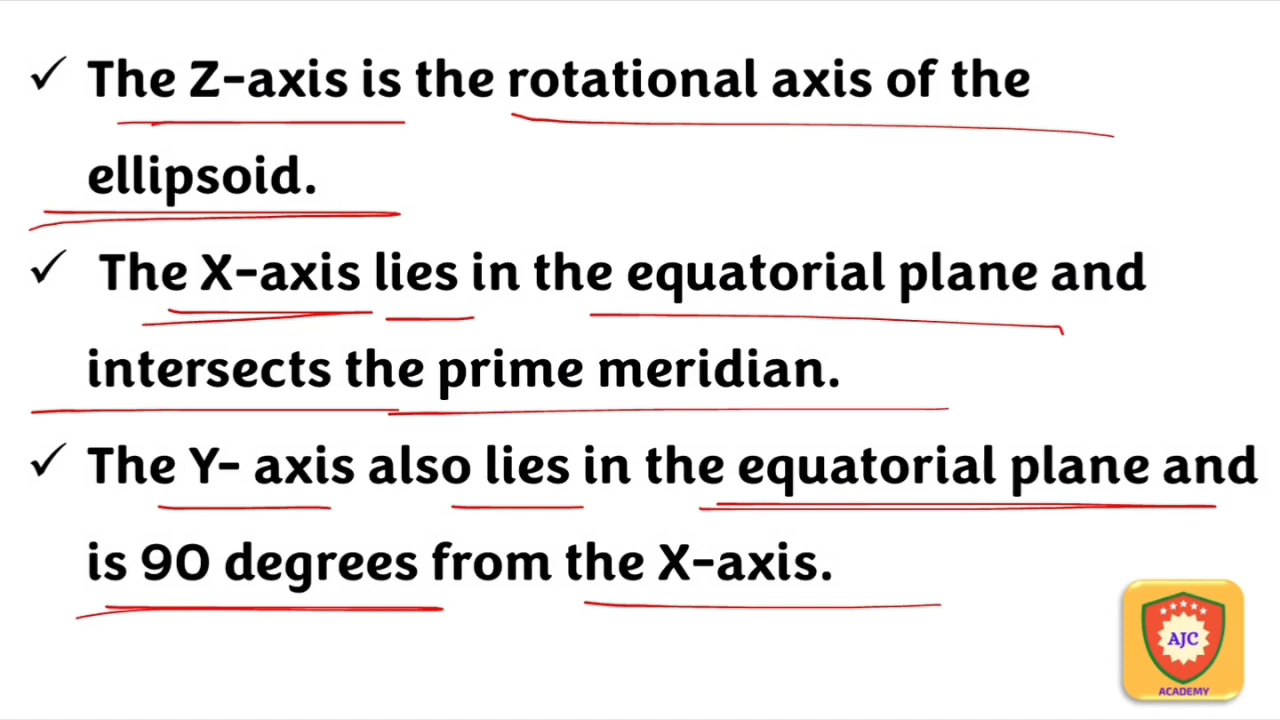 ✓ The Z-axis is the rotational axis of the
ellipsoid.
✓ The X-axis lies in the equatorial plane and
intersects the prime meridian.
✓ The Y- axis also lies in the equatorial plane and
is 90 degrees from the X-axis.
AJC
ACADEMY